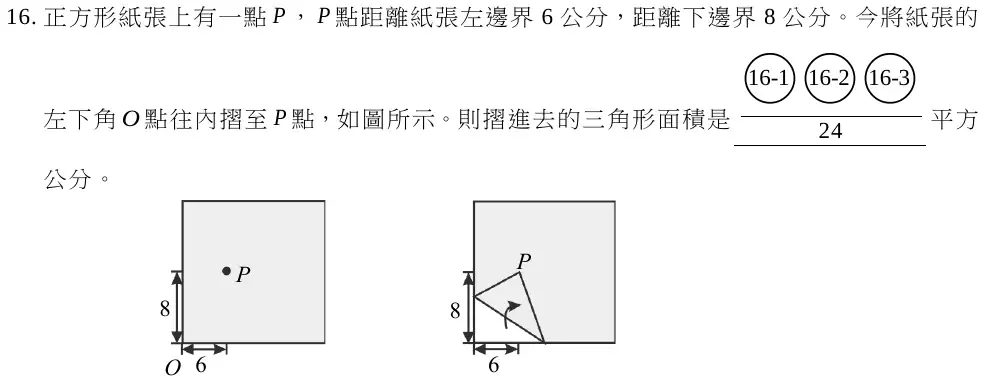 16. 正方形紙張上有一點 P，P 點距離紙張左邊界 6 公分，距離下邊界 8 公分。今將紙張的
16-1 16-2 16-3
左下角 O 點往內摺至 P 點，如圖所示。則摺進去的三角形面積是 平方
24
公分。
P
P
8
8
O 6
6